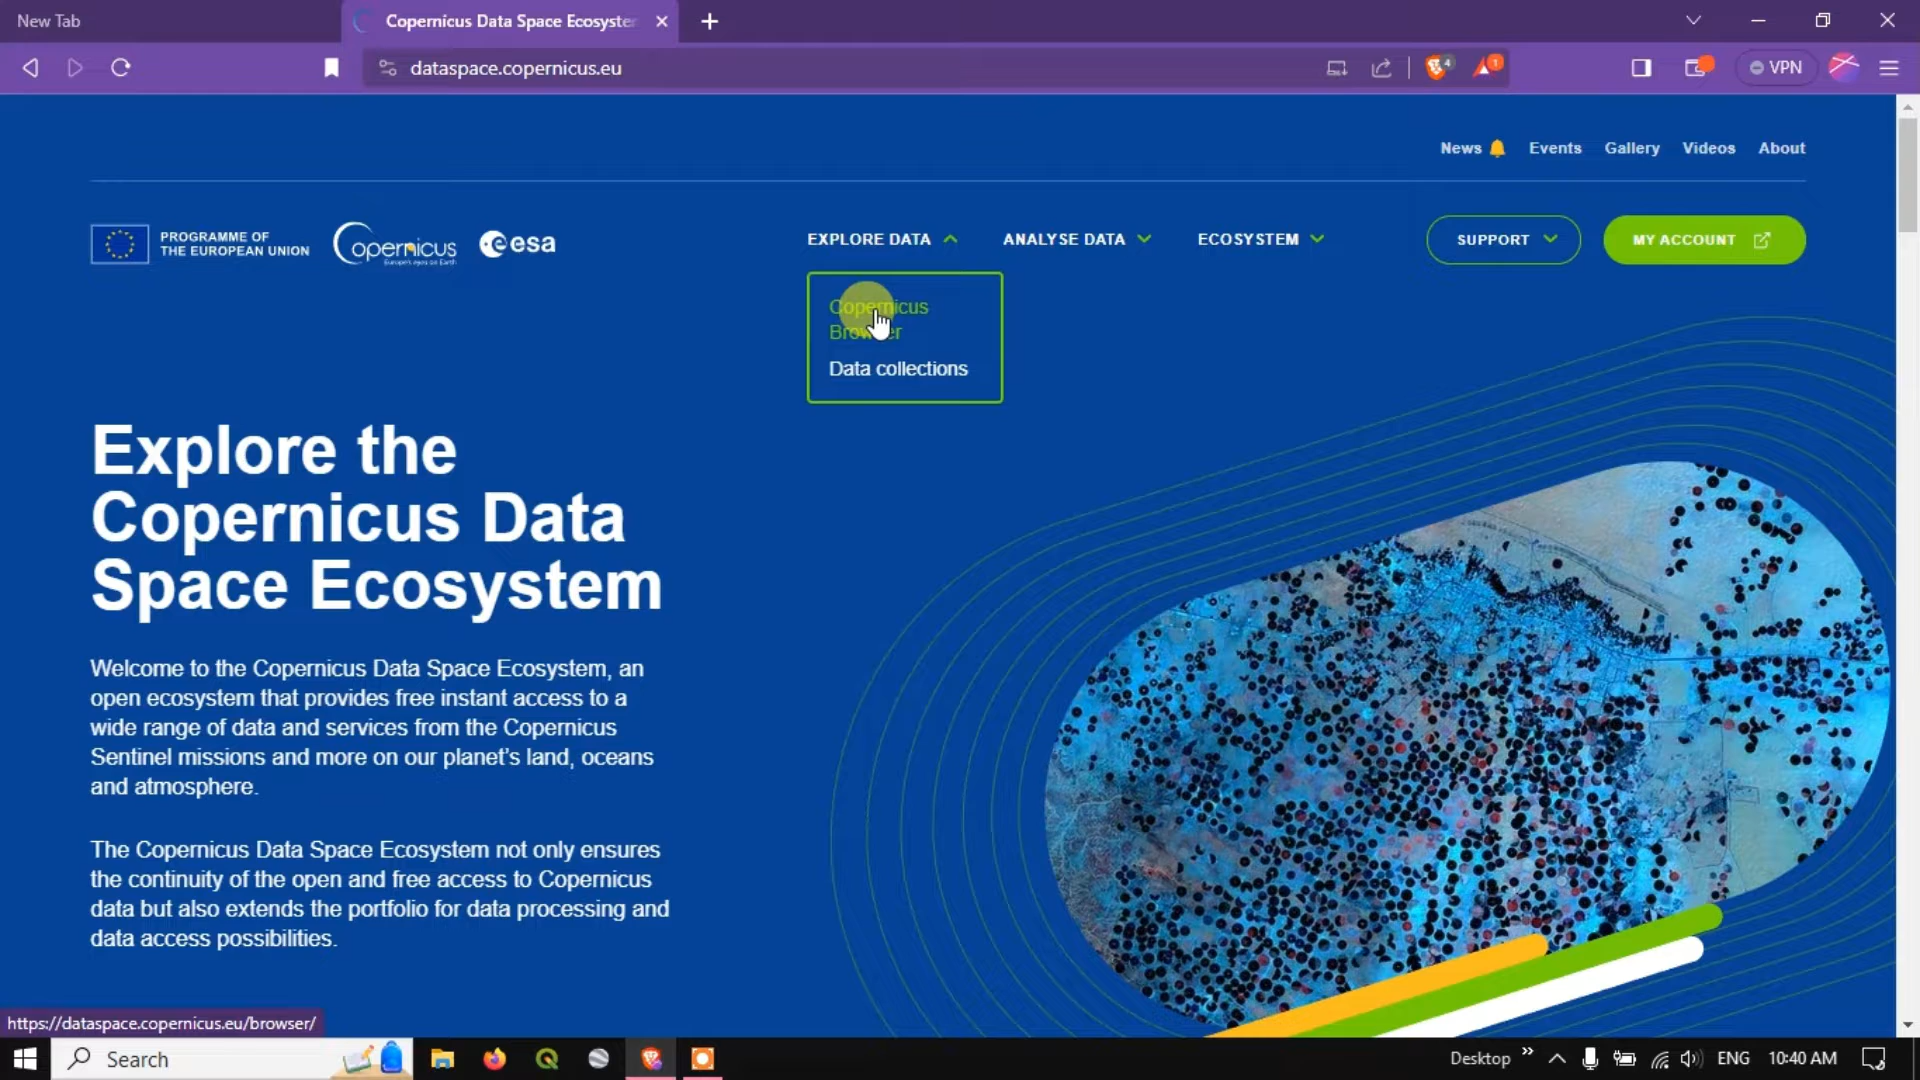 New Tab
Copernicus Data Space Ecosyster
dataspace.copernicus.eu
4
1
VPN
News
Events
Gallery
Videos
About
PROGRAMME OF
THE EUROPEAN UNION
Copernicus
Europe's eyes on Earth
esa
EXPLORE DATA
ANALYSE DATA
ECOSYSTEM
SUPPORT
MY ACCOUNT
Copernicus
Browser
Data collections
Explore the
Copernicus Data
Space Ecosystem
Welcome to the Copernicus Data Space Ecosystem, an
open ecosystem that provides free instant access to a
wide range of data and services from the Copernicus
Sentinel missions and more on our planet's land, oceans
and atmosphere.
The Copernicus Data Space Ecosystem not only ensures
the continuity of the open and free access to Copernicus
data but also extends the portfolio for data processing and
data access possibilities.
https://dataspace.copernicus.eu/browser/
Search
Desktop
ENG
10:40 AM